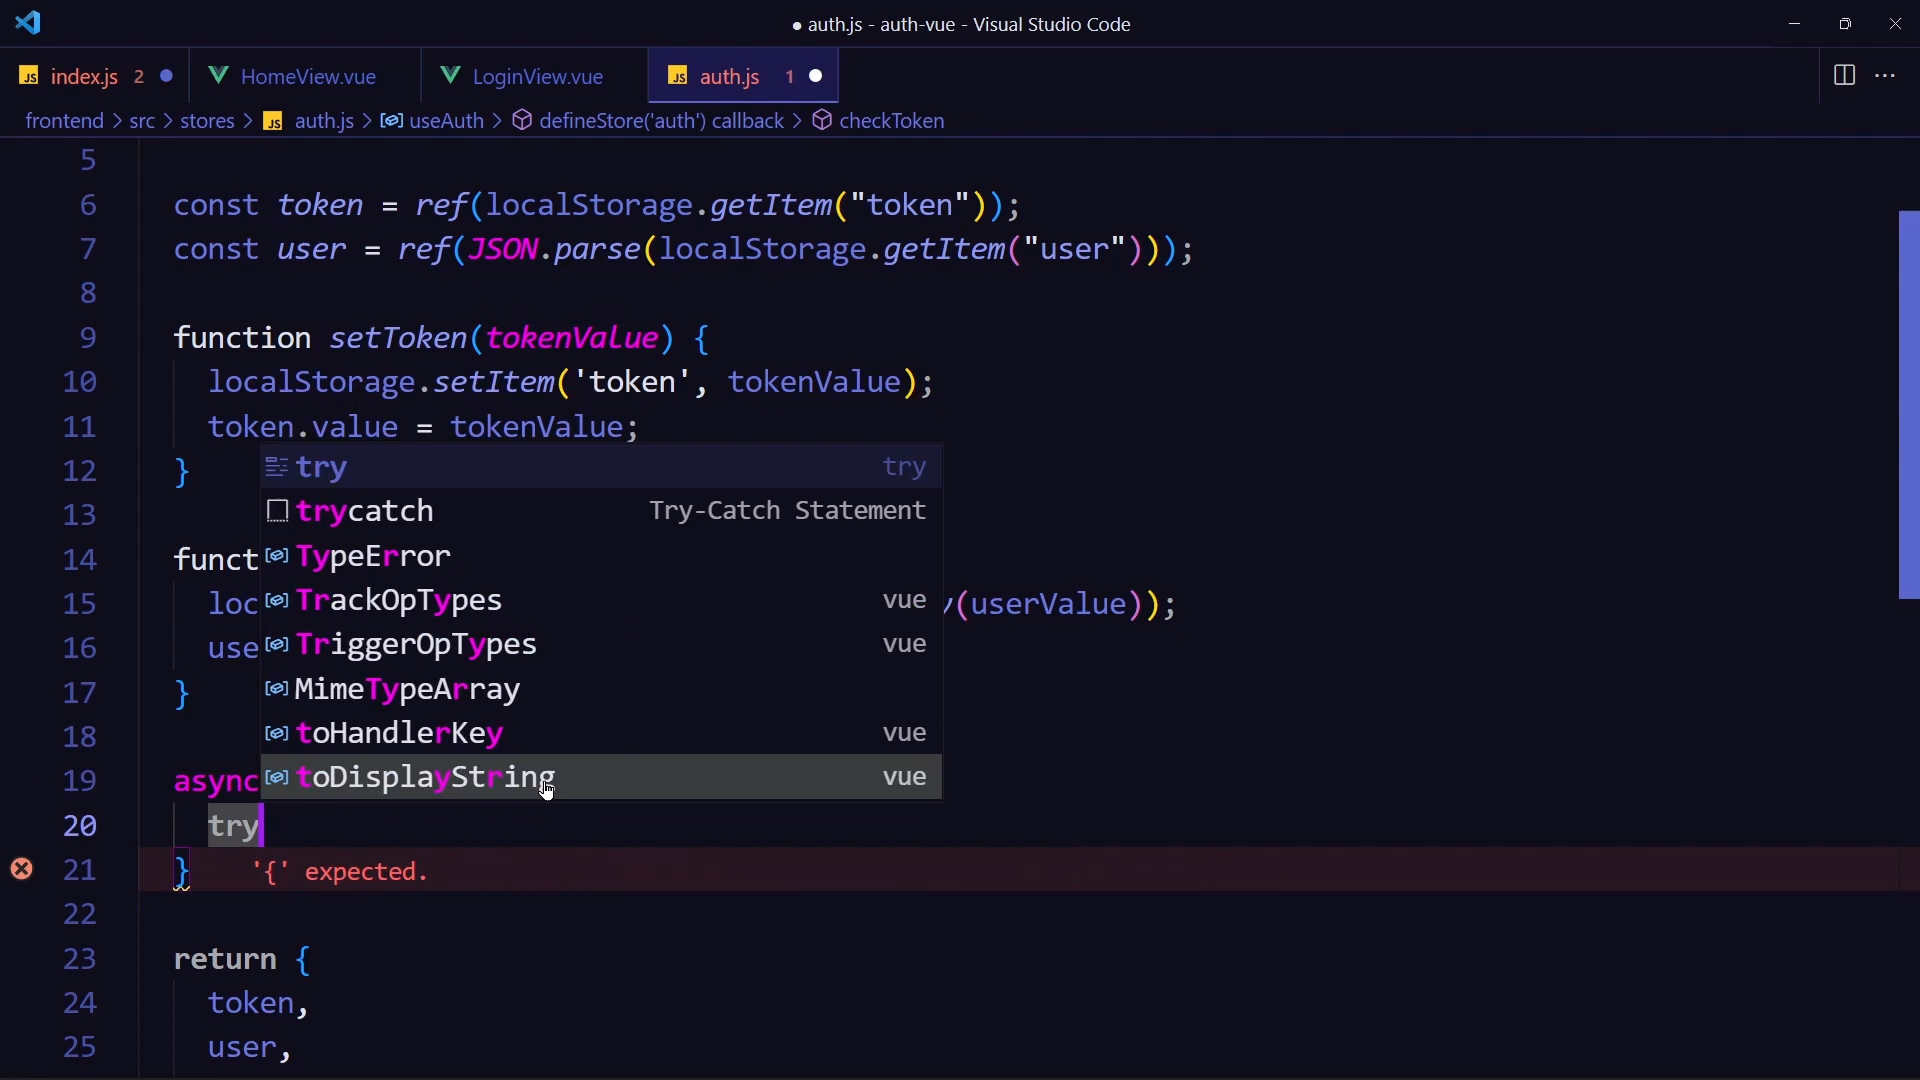 ● auth.js - auth-vue - Visual Studio Code
JS index.js 2 ●
HomeView.vue
LoginView.vue
JS auth.js 1 ●
frontend > src > stores > JS auth.js > useAuth > defineStore('auth') callback > checkToken
5
6 const token = ref(localStorage.getItem("token"));
7 const user = ref(JSON.parse(localStorage.getItem("user")));
8
9 function setToken(tokenValue) {
10 localStorage.setItem('token', tokenValue);
11 token.value = tokenValue;
12 }
13
14 funct
15 loc (userValue));
16 use
17 }
18
19 async
20 try
21 } '{' expected.
22
23 return {
24 token,
25 user,
try try
trycatch Try-Catch Statement
TypeError
TrackOpTypes vue
TriggerOpTypes vue
MimeTypeArray
toHandlerKey vue
toDisplayString vue